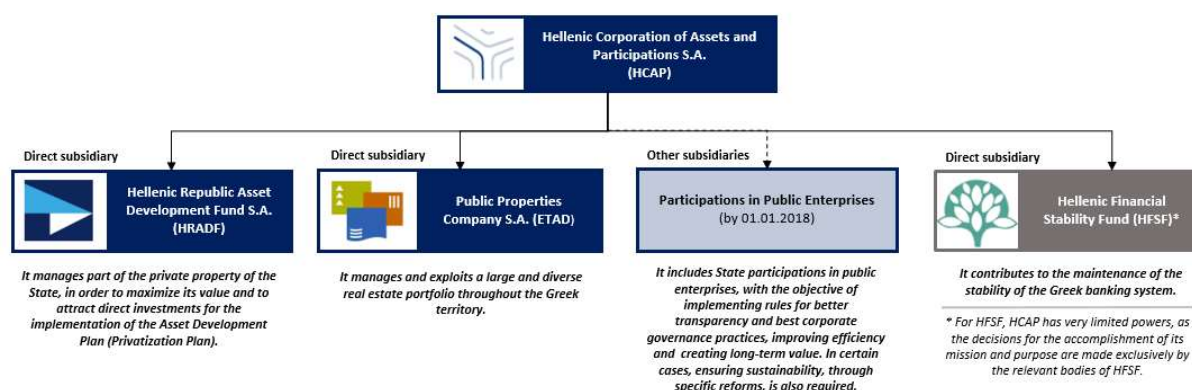 Hellenic Corporation of Assets and
Participations S.A.
(HCAP)
Direct subsidiary
Hellenic Republic Asset
Development Fund S.A.
(HRADF)
It manages part of the private property of the
State, in order to maximize its value and to
attract direct investments for the
implementation of the Asset Development
Plan (Privatization Plan).
Direct subsidiary
Public Properties
Company S.A. (ETAD)
It manages and exploits a large and diverse
real estate portfolio throughout the Greek
territory.
Other subsidiaries
Participations in Public Enterprises
(by 01.01.2018)
It includes State participations in public
enterprises, with the objective of
implementing rules for better
transparency and best corporate
governance practices, improving efficiency
and creating long-term value. In certain
cases, ensuring sustainability, through
specific reforms, is also required.
Direct subsidiary
Hellenic Financial
Stability Fund (HFSF)*
It contributes to the maintenance of the
stability of the Greek banking system.
* For HFSF, HCAP has very limited powers, as
the decisions for the accomplishment of its
mission and purpose are made exclusively by
the relevant bodies of HFSF.